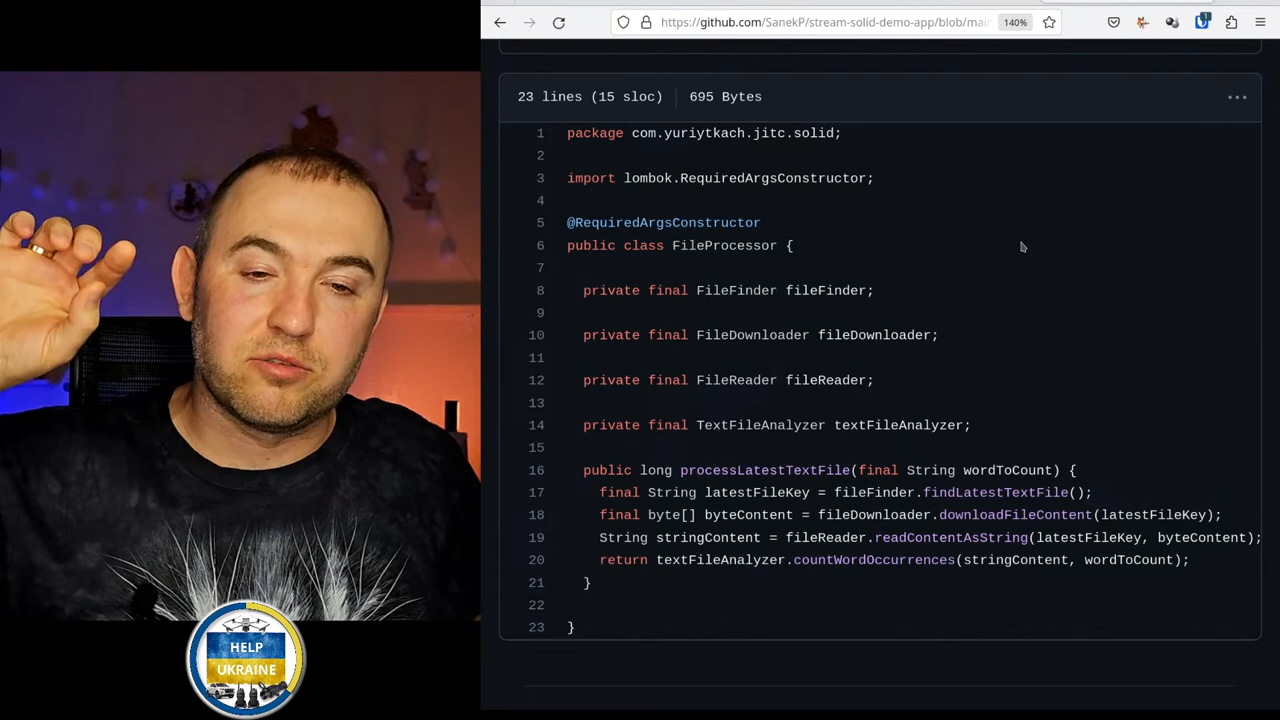 https://github.com/SanekP/stream-solid-demo-app/blob/mai
140%
1
23 lines (15 sloc)
695 Bytes
1 package com.yuriytkach.jitc.solid;
2
3 import lombok.RequiredArgsConstructor;
4
5 @RequiredArgsConstructor
6 public class FileProcessor {
7
8 private final FileFinder fileFinder;
9
10 private final FileDownloader fileDownloader;
11
12 private final FileReader fileReader;
13
14 private final TextFileAnalyzer textFileAnalyzer;
15
16 public long processLatestTextFile(final String wordToCount) {
17 final String latestFileKey = fileFinder.findLatestTextFile();
18 final byte[] byteContent = fileDownloader.downloadFileContent(latestFileKey);
19 String stringContent = fileReader.readContentAsString(latestFileKey, byteContent);
20 return textFileAnalyzer.countWordOccurrences(stringContent, wordToCount);
21 }
22
23 }
HELP
UKRAINE